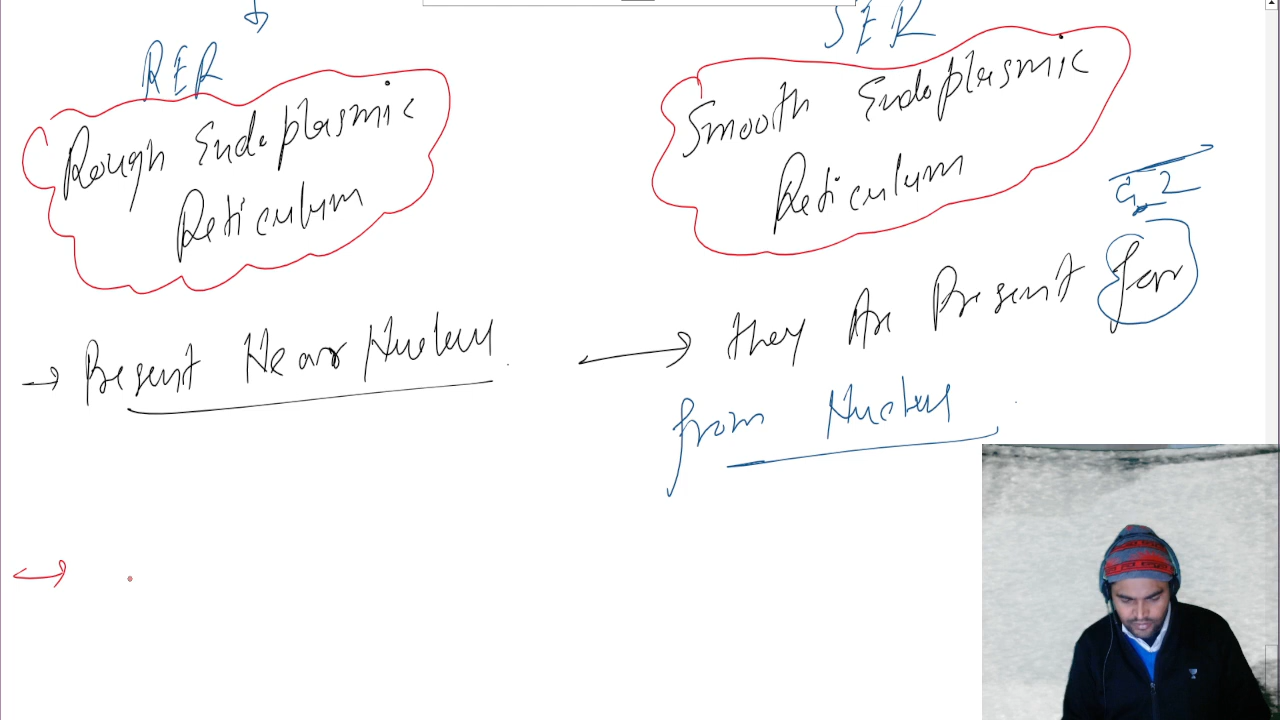 RER
Rough Endoplasmic
Reticulum
→ Present Near Nucleus
SER
Smooth Endoplasmic
Reticulum
→ They Are Present far
from Nucleus